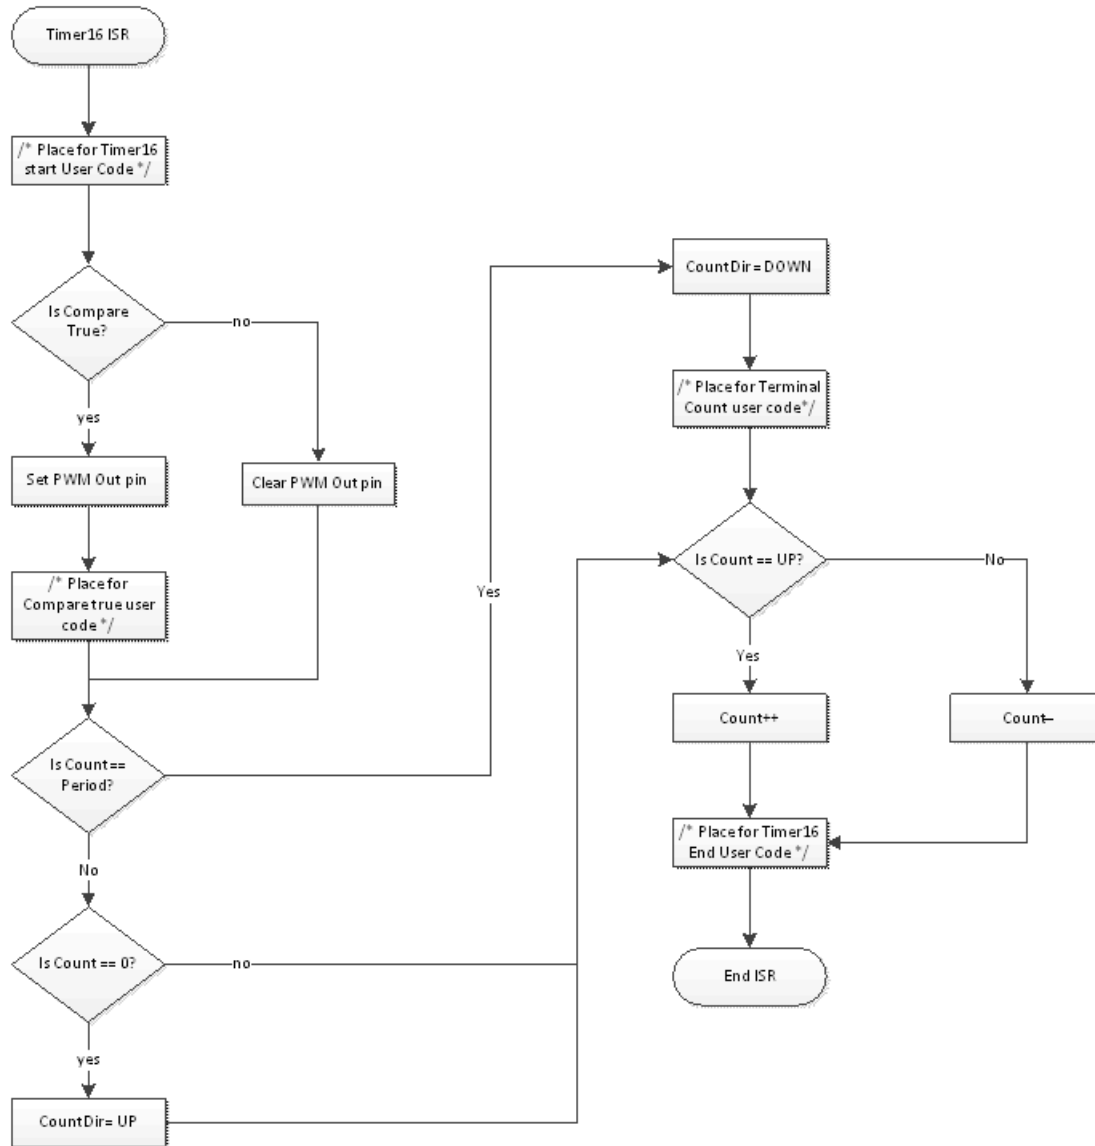 Timer16 ISR
/* Place for Timer16
start User Code */
Is Compare
True?
no
yes
Set PWM Out pin
Clear PWM Out pin
/* Place for
Compare true user
code */
Is Count==
Period?
Yes
No
Is Count == 0?
no
yes
CountDir= UP
CountDir= DOWN
/* Place for Terminal
Count user code*/
Is Count == UP?
No
Yes
Count++
Count--
/* Place for Timer16
End User Code */
End ISR